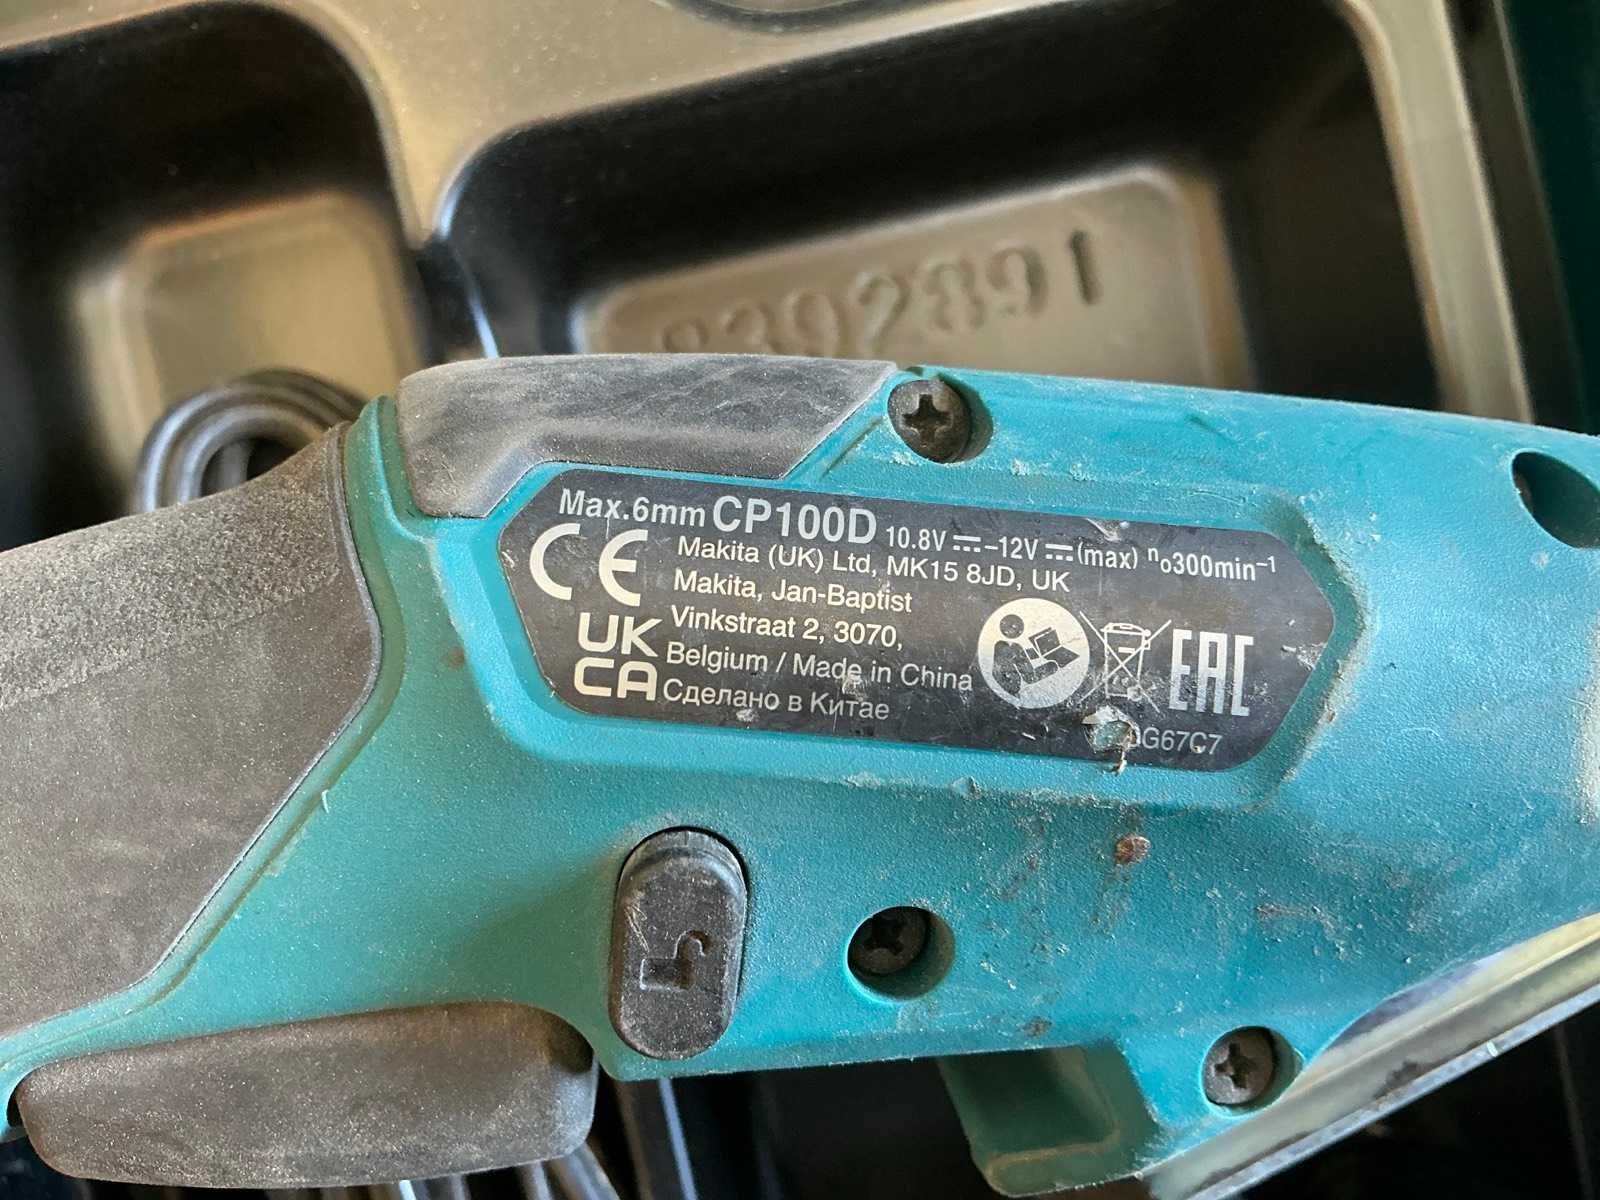 8392891
Max.6mm CP100D 10.8V⎓-12V⎓(max) n₀300min⁻¹
CE
Makita (UK) Ltd, MK15 8JD, UK
Makita, Jan-Baptist
Vinkstraat 2, 3070,
UK
CA
Belgium / Made in China
Сделано в Китае
EAC
G67C7